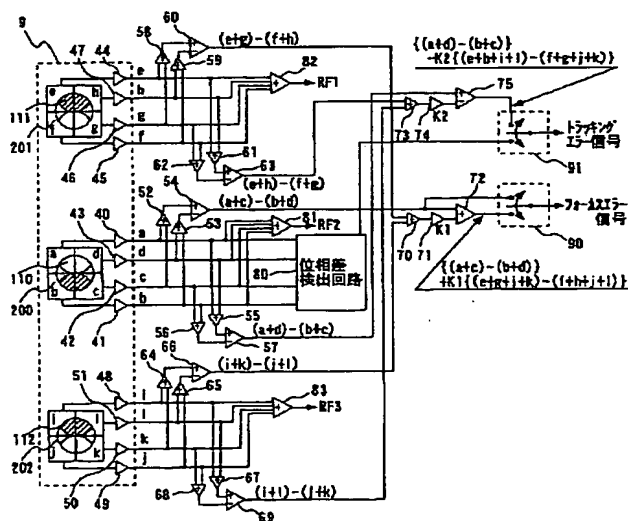 9
47
44
58
60
(e+g)-(f+h)
59
e
h
g
f
e
h
f
g
82
RF1
111
201
46
45
62
61
63
(e+h)-(f+g)
{(a+d)-(b+c)}
-K2{(e+h+i+l)-(f+g+j+k)}
75
73
74
K2
トラッキング
エラー信号
91
52
54
(a+c)-(b+d)
53
43
40
a
d
c
b
a
d
b
c
81
RF2
110
200
42
41
80
位相差
検出回路
56
55
57
(a+d)-(b+c)
72
70
71
K1
フォーカスエラー
信号
90
{(a+c)-(b+d)}
+K1{(e+g+j+k)-(f+h+j+l)}
64
66
(i+k)-(j+l)
65
51
48
i
l
k
j
i
l
j
k
83
RF3
112
202
50
49
68
67
69
(i+l)-(j+k)